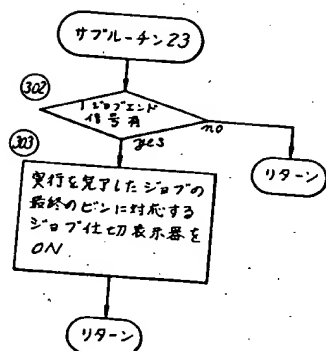 サブルーチン23
302
1ジョブエンド
信号有
no
yes
303
リターン
実行を完了したジョブの
最終のビンに対応する
ジョブ仕切表示器を
ON
リターン